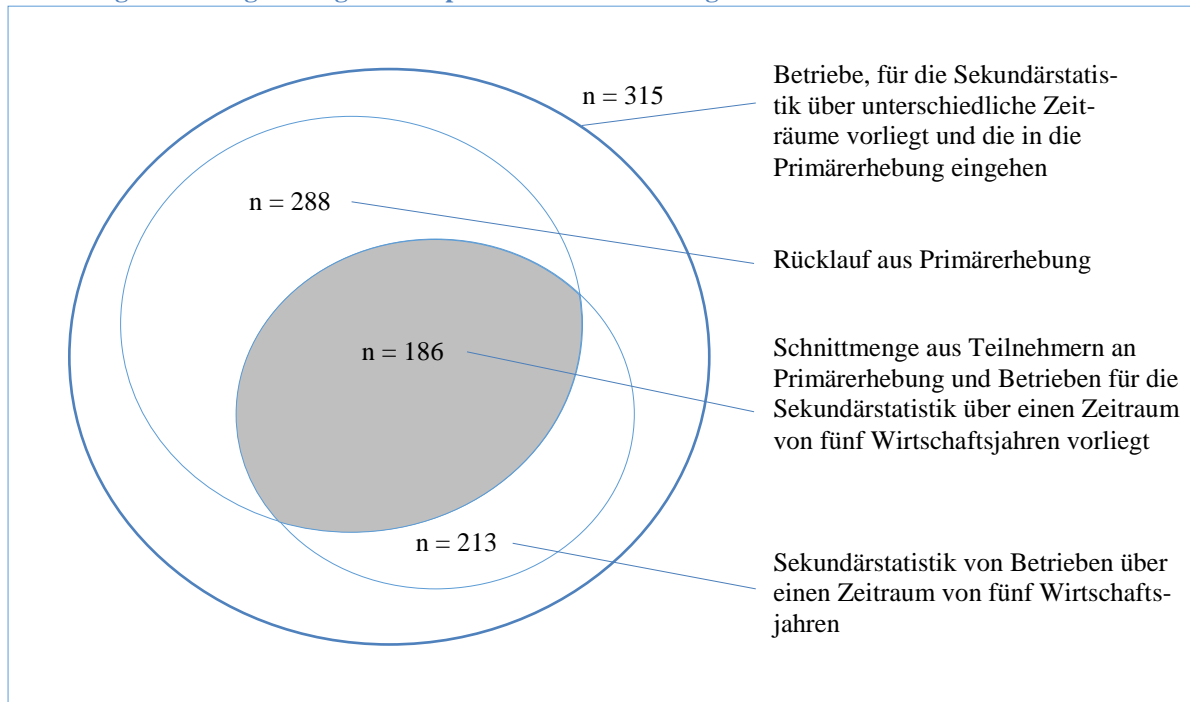 n = 315
Betriebe, für die Sekundärstatis-
tik über unterschiedliche Zeit-
räume vorliegt und die in die
Primärerhebung eingehen
n = 288
Rücklauf aus Primärerhebung
n = 186
Schnittmenge aus Teilnehmern an
Primärerhebung und Betrieben für die
Sekundärstatistik über einen Zeitraum
von fünf Wirtschaftsjahren vorliegt
n = 213
Sekundärstatistik von Betrieben über
einen Zeitraum von fünf Wirtschafts-
jahren